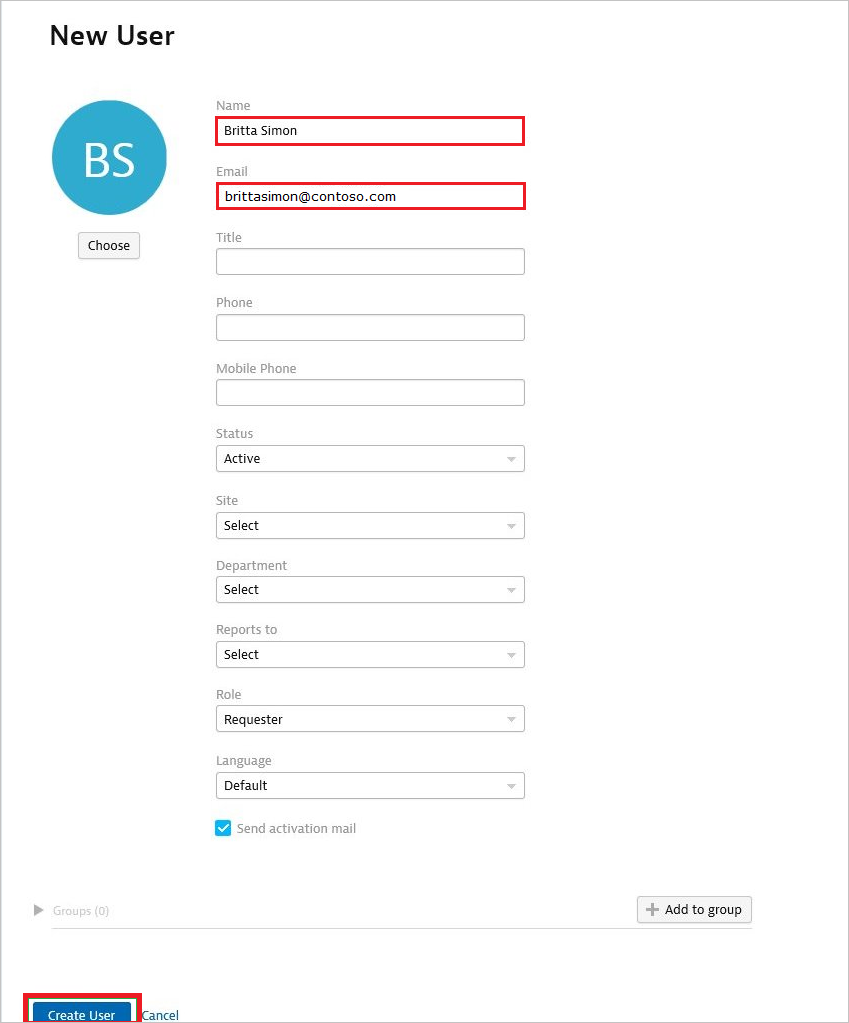 New User
BS
Choose
Name
Britta Simon
Email
brittasimon@contoso.com
Title
Phone
Mobile Phone
Status
Active
Site
Select
Department
Select
Reports to
Select
Role
Requester
Language
Default
Send activation mail
Groups (0)
Add to group
Create User
Cancel